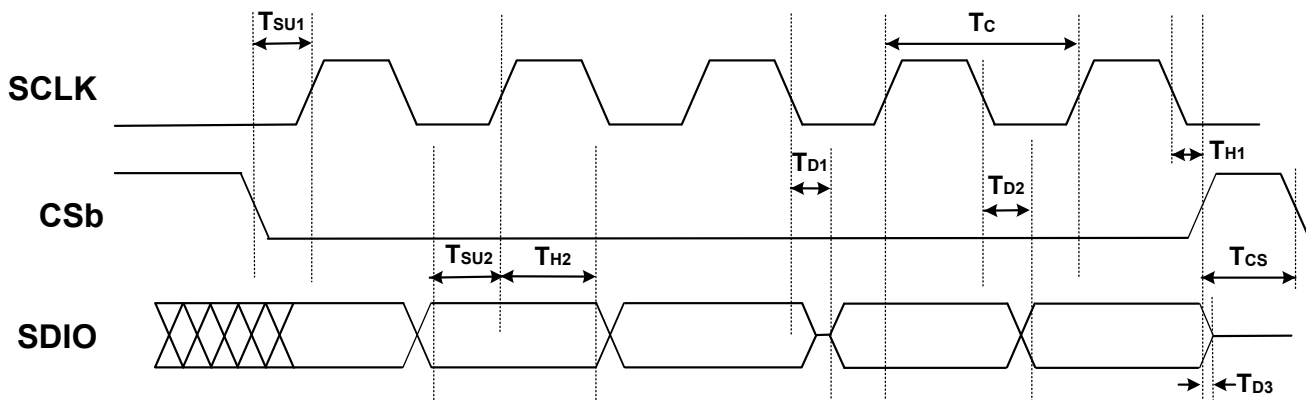 TSU1
TC
SCLK
TD1
TH1
TD2
CSb
TSU2
TH2
TCS
SDIO
TD3